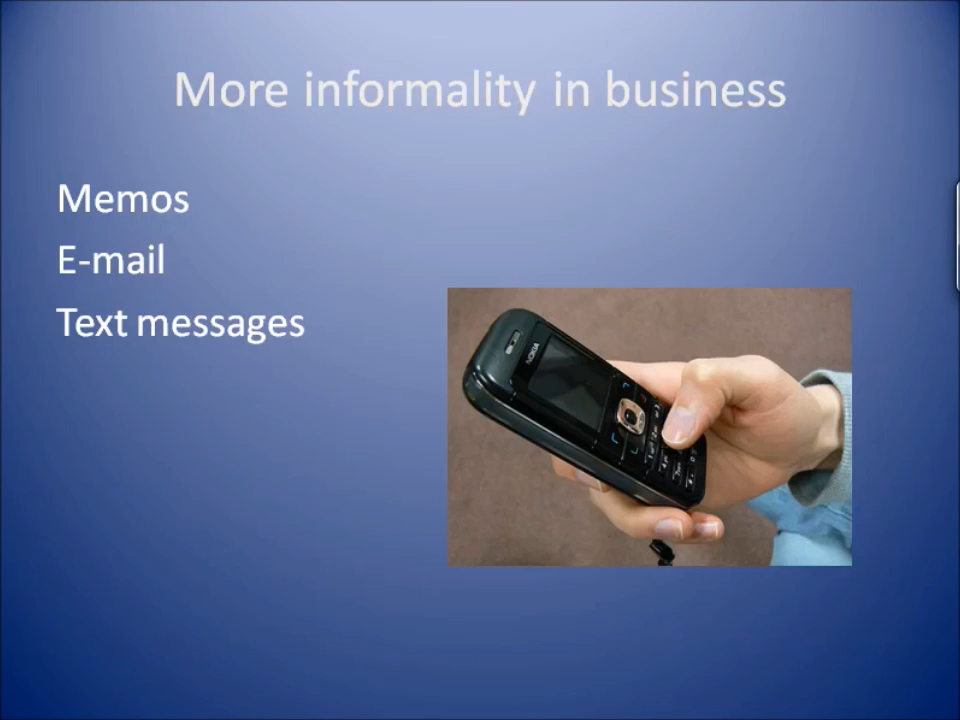 More informality in business
Memos
E-mail
Text messages
NOKIA